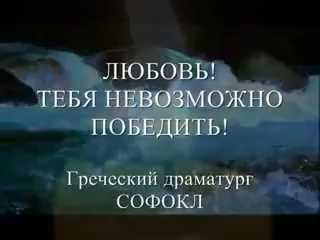 ЛЮБОВЬ!
ТЕБЯ НЕВОЗМОЖНО
ПОБЕДИТЬ!
Греческий драматург
СОФОКЛ